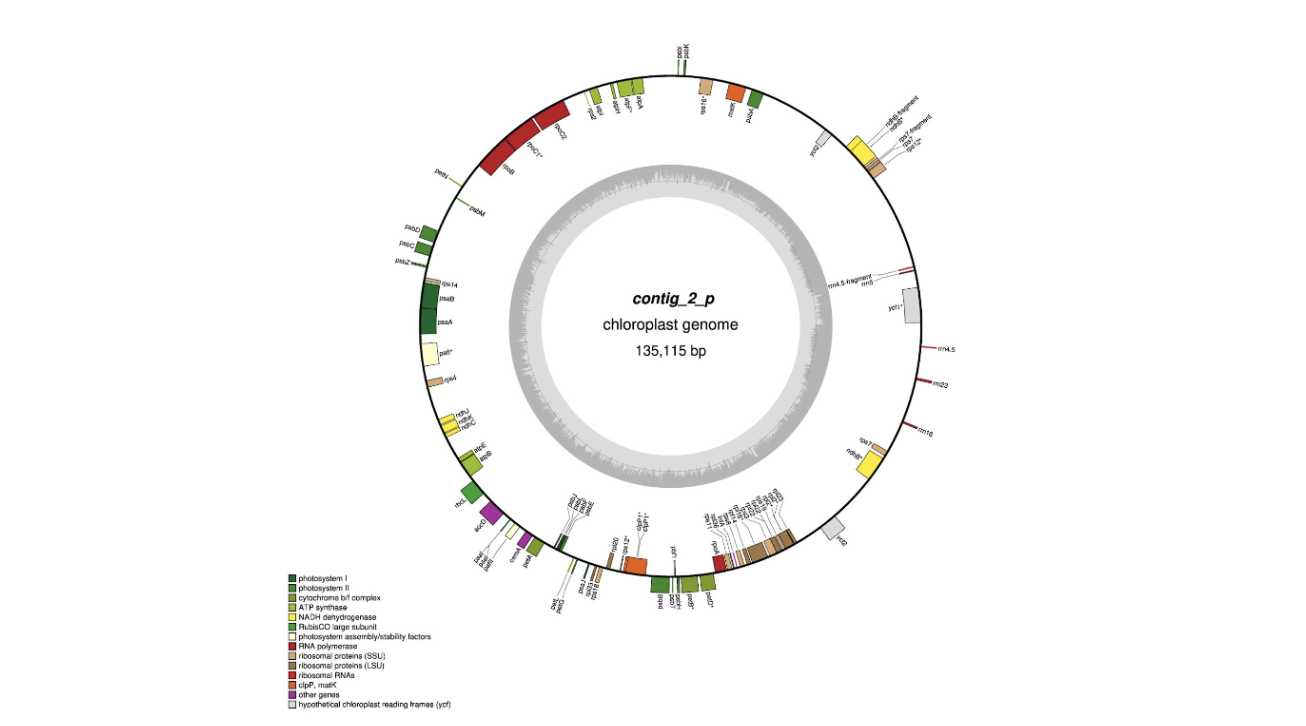 psbI
psbK
rps16*
matK
psbA
ycf2
ndhB-fragment
ndhB*
rps7-fragment
rps7
rps12*
rrn4.5-fragment
rrn5
ycf1*
rrn4.5
rrn23
rrn16
rps7
ndhB*
ycf2
rpl23
rpl2*
rps19
rpl22
rps3
rpl16*
rpl14
rps8
infA
rpl36
rps11
rpoA
petD*
petB*
psbH
pbf1
psbT
psbB
clpP1*
clpP1*
rps12*
rpl20
rps18
rpl33
psaJ
petG
petL
psbE
psbF
psbL
psbJ
petA
cemA
psaI
accD
rbcL
atpB
atpE
ndhC
ndhK
ndhJ
rps4
psaA
psaB
rps14
psbZ
psbC
psbD
psbM
petN
rpoB
rpoC1*
rpoC2
rps2
atpI
atpH
atpF*
atpA
contig_2_p
chloroplast genome
135,115 bp
photosystem I
photosystem II
cytochrome b/f complex
ATP synthase
NADH dehydrogenase
RubisCO large subunit
photosystem assembly/stability factors
RNA polymerase
ribosomal proteins (SSU)
ribosomal proteins (LSU)
ribosomal RNAs
clpP, matK
other genes
hypothetical chloroplast reading frames (ycf)